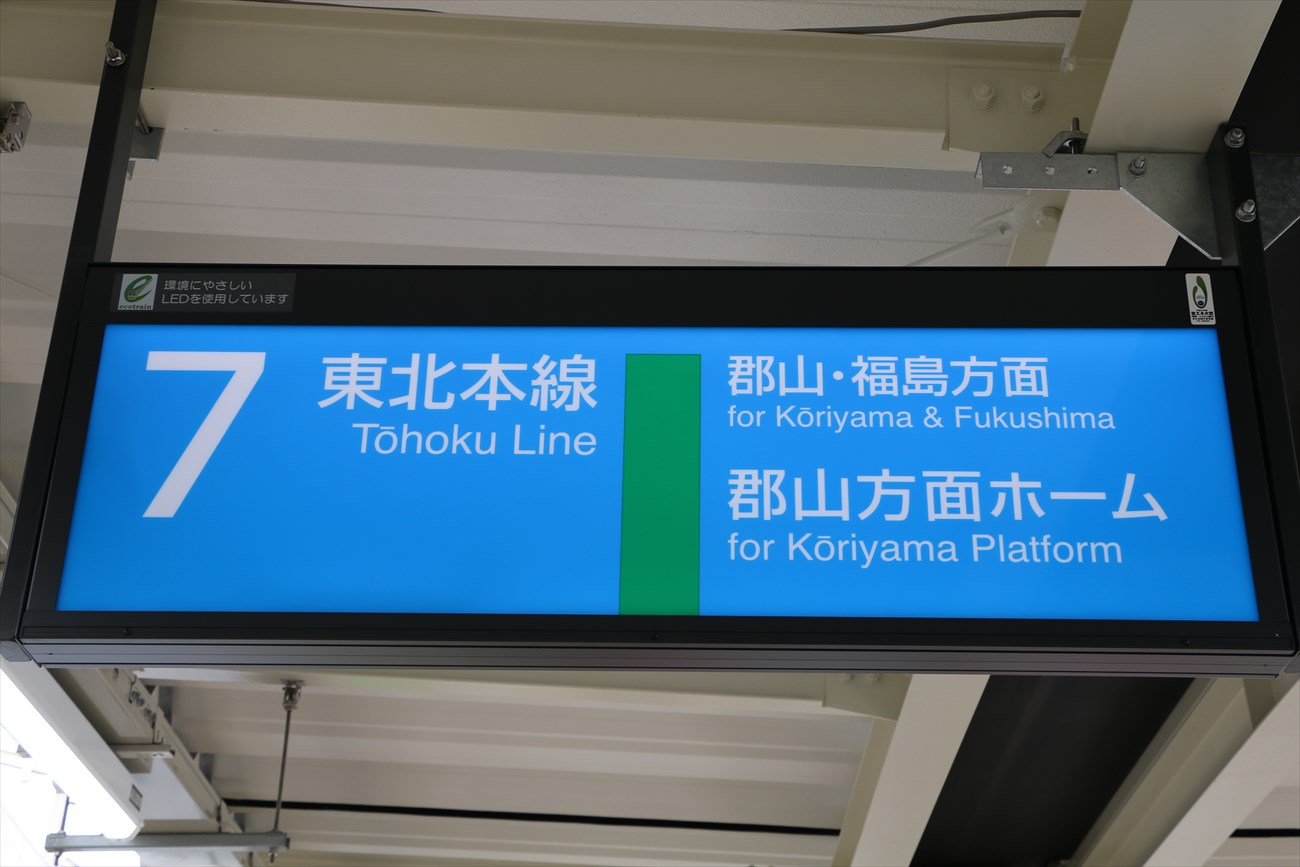 ecotrain
環境にやさしい
LEDを使用しています
7
東北本線
Tōhoku Line
郡山・福島方面
for Kōriyama & Fukushima
郡山方面ホーム
for Kōriyama Platform